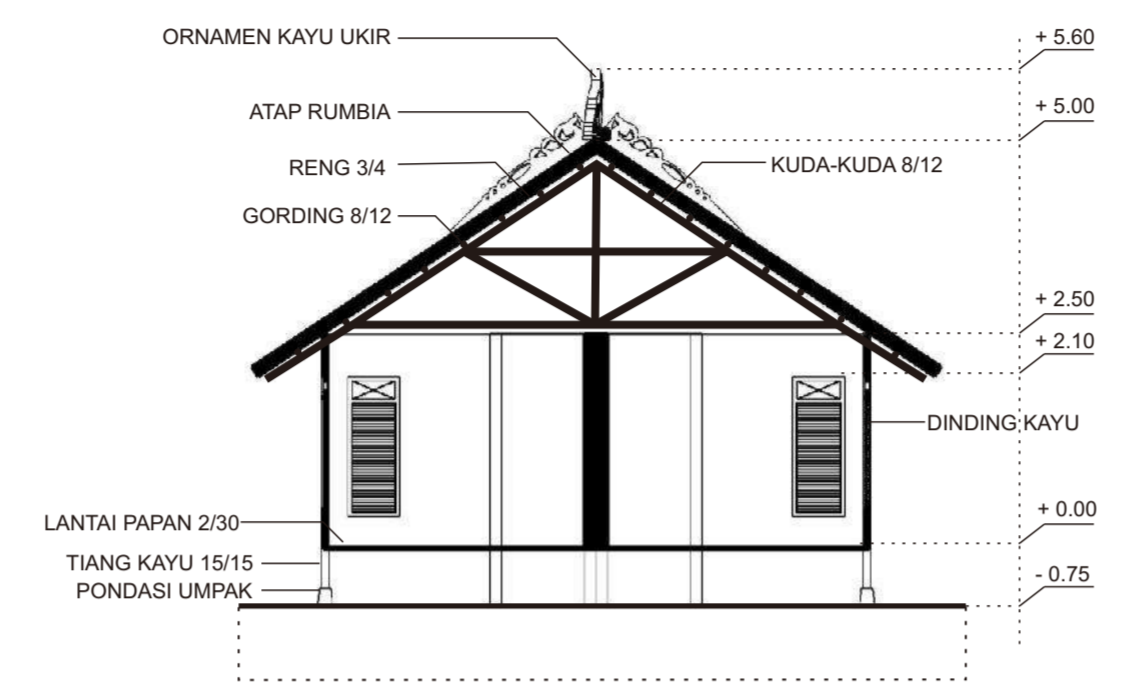 ORNAMEN KAYU UKIR
ATAP RUMBIA
RENG 3/4
GORDING 8/12
KUDA-KUDA 8/12
DINDING KAYU
LANTAI PAPAN 2/30
TIANG KAYU 15/15
PONDASI UMPAK
+ 5.60
+ 5.00
+ 2.50
+ 2.10
+ 0.00
- 0.75